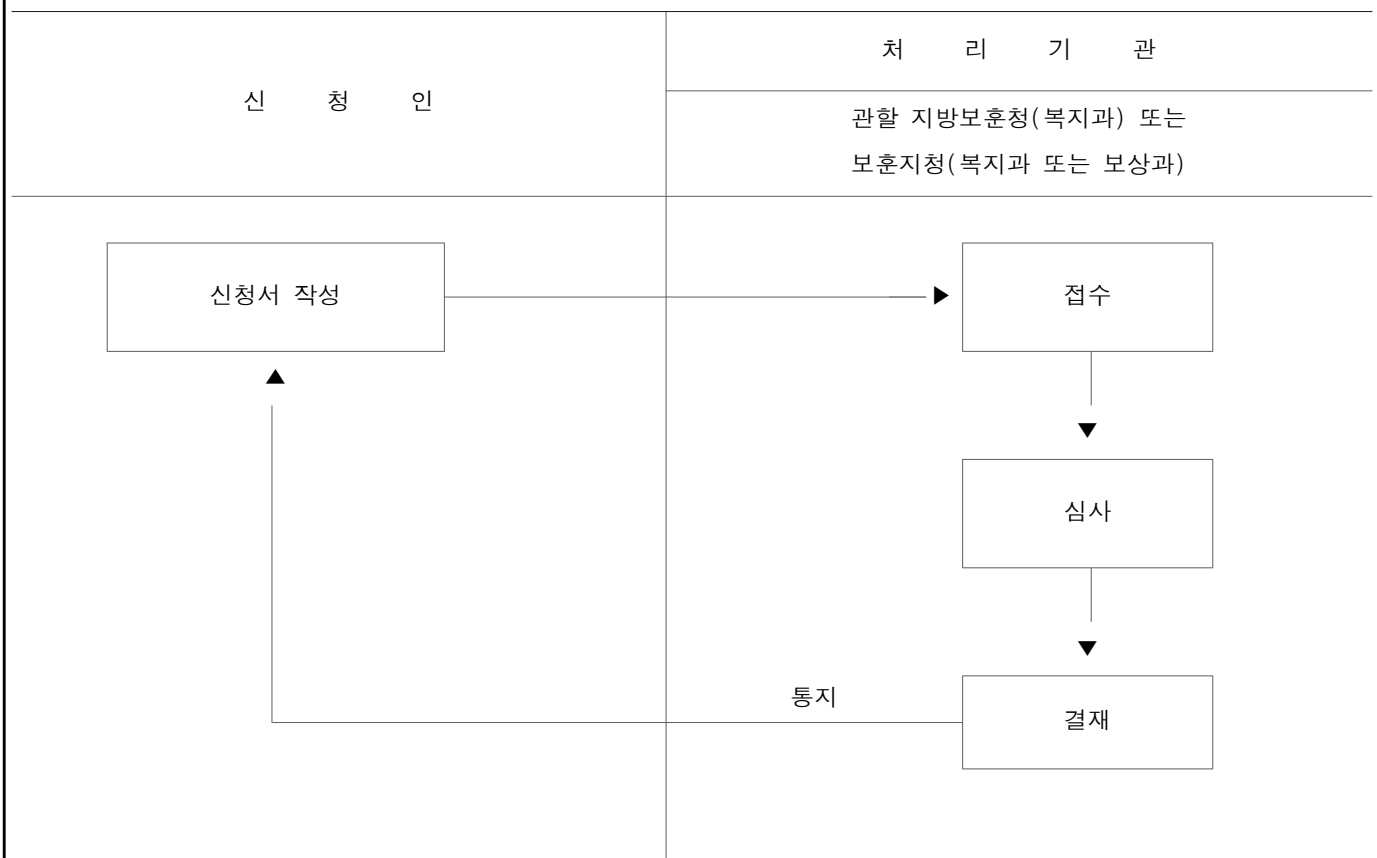 신 청 인
처 리 기 관
관할 지방보훈청(복지과) 또는
보훈지청(복지과 또는 보상과)
신청서 작성
접수
심사
통지
결재